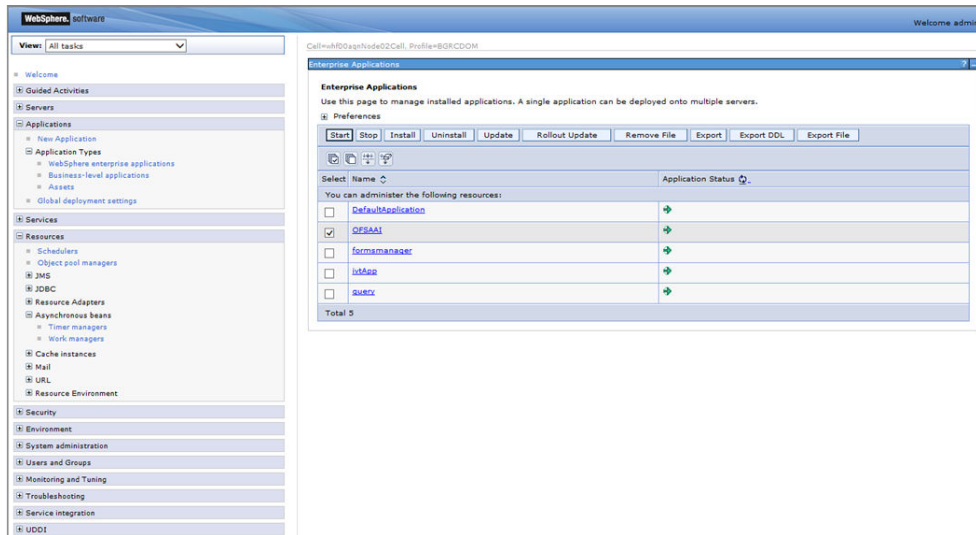 WebSphere. software
Welcome admi
View: All tasks
Cell=whf00aqnNode02Cell, Profile=BGRCDOM
Welcome
Guided Activities
Servers
Applications
New Application
Application Types
WebSphere enterprise applications
Business-level applications
Assets
Global deployment settings
Services
Resources
Schedulers
Object pool managers
JMS
JDBC
Resource Adapters
Asynchronous beans
Timer managers
Work managers
Cache instances
Mail
URL
Resource Environment
Security
Environment
System administration
Users and Groups
Monitoring and Tuning
Troubleshooting
Service integration
UDDI
Enterprise Applications
? _
Enterprise Applications
Use this page to manage installed applications. A single application can be deployed onto multiple servers.
Preferences
Start Stop Install Uninstall Update Rollout Update Remove File Export Export DDL Export File
Select Name Application Status
You can administer the following resources:
DefaultApplication
OFSAAI
formsmanager
ivtApp
query
Total 5